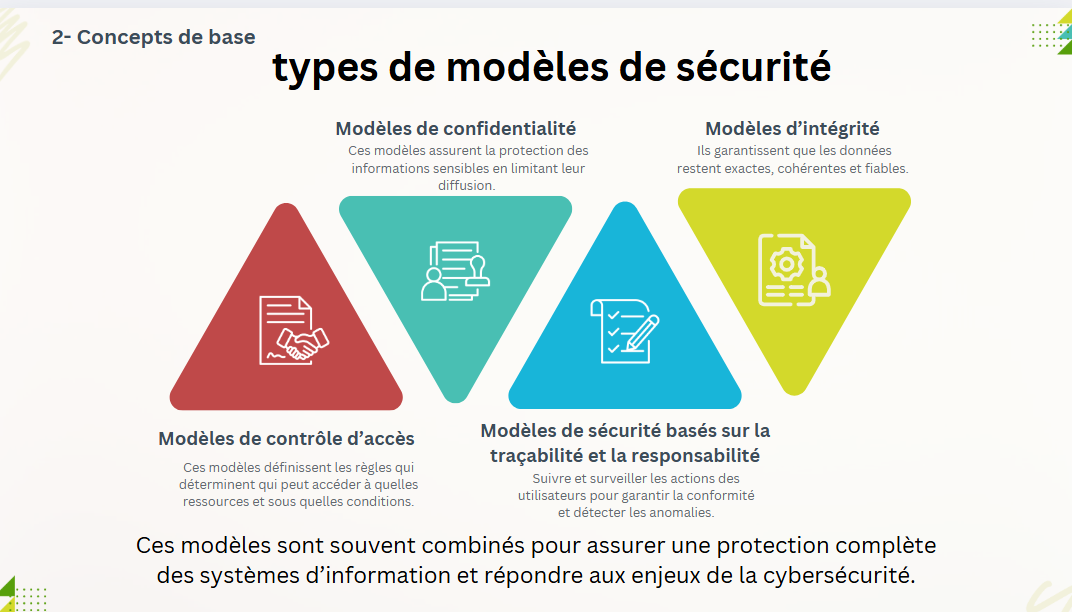 2- Concepts de base
types de modèles de sécurité
Modèles de confidentialité
Ces modèles assurent la protection des
informations sensibles en limitant leur
diffusion.
Modèles d’intégrité
Ils garantissent que les données
restent exactes, cohérentes et fiables.
Modèles de contrôle d’accès
Ces modèles définissent les règles qui
déterminent qui peut accéder à quelles
ressources et sous quelles conditions.
Modèles de sécurité basés sur la
traçabilité et la responsabilité
Suivre et surveiller les actions des
utilisateurs pour garantir la conformité
et détecter les anomalies.
Ces modèles sont souvent combinés pour assurer une protection complète
des systèmes d’information et répondre aux enjeux de la cybersécurité.